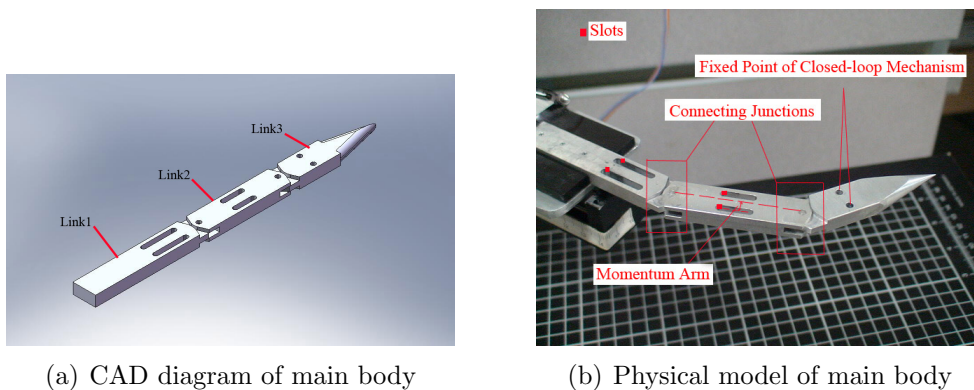 Slots
Fixed Point of Closed-loop Mechanism
Connecting Junctions
Link3
Link2
Link1
Momentum Arm
(a) CAD diagram of main body
(b) Physical model of main body